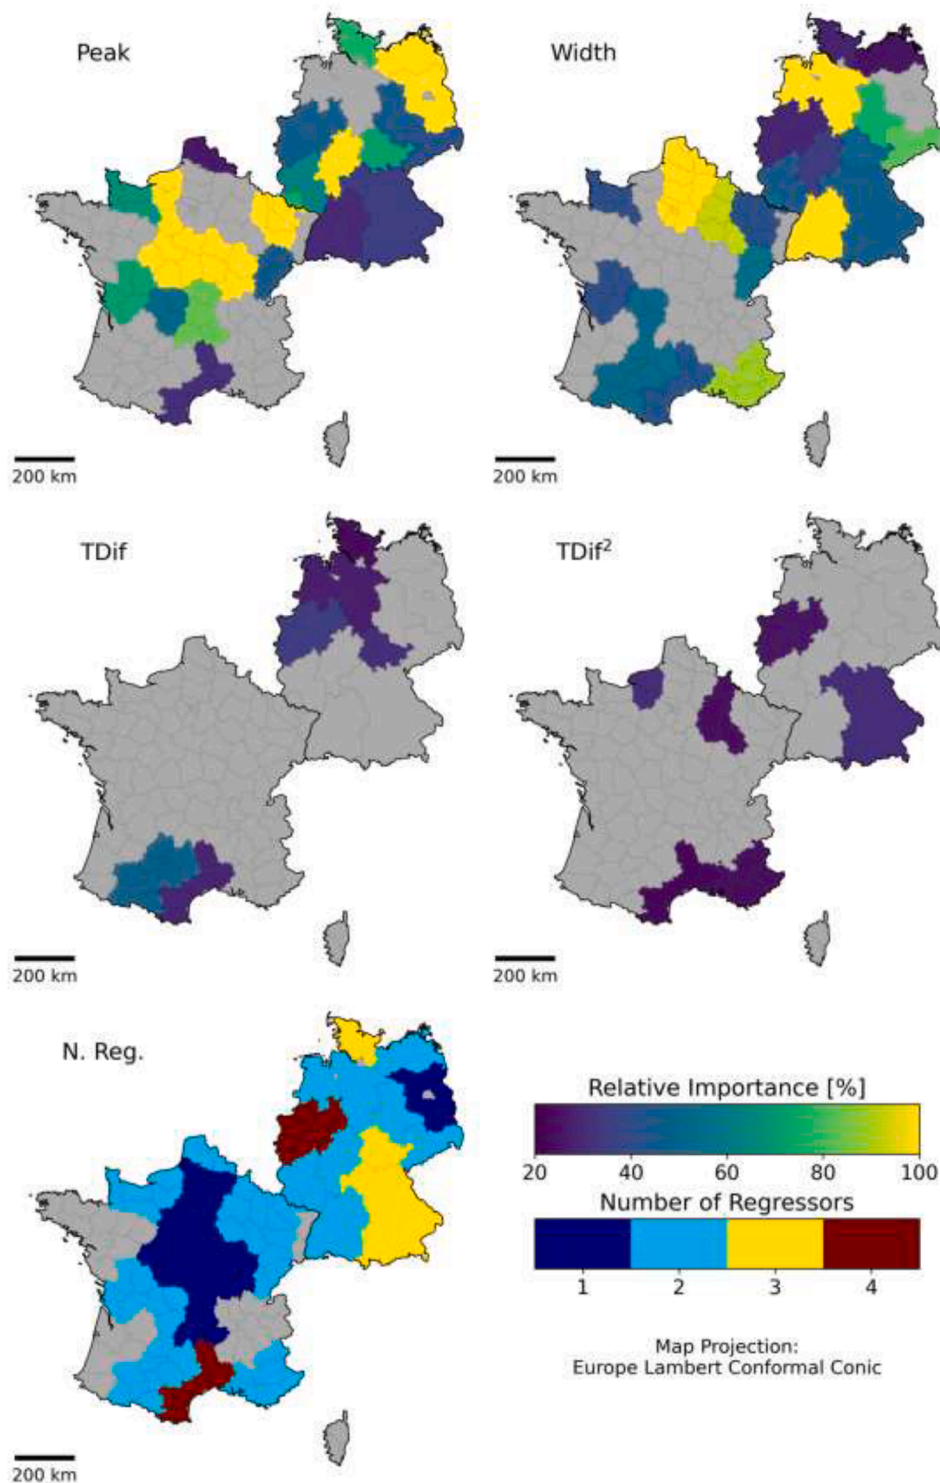 Peak
Width
200 km
200 km
TDif
TDif²
200 km
200 km
N. Reg.
Relative Importance [%]
20 40 60 80 100
Number of Regressors
1 2 3 4
Map Projection:
Europe Lambert Conformal Conic
200 km